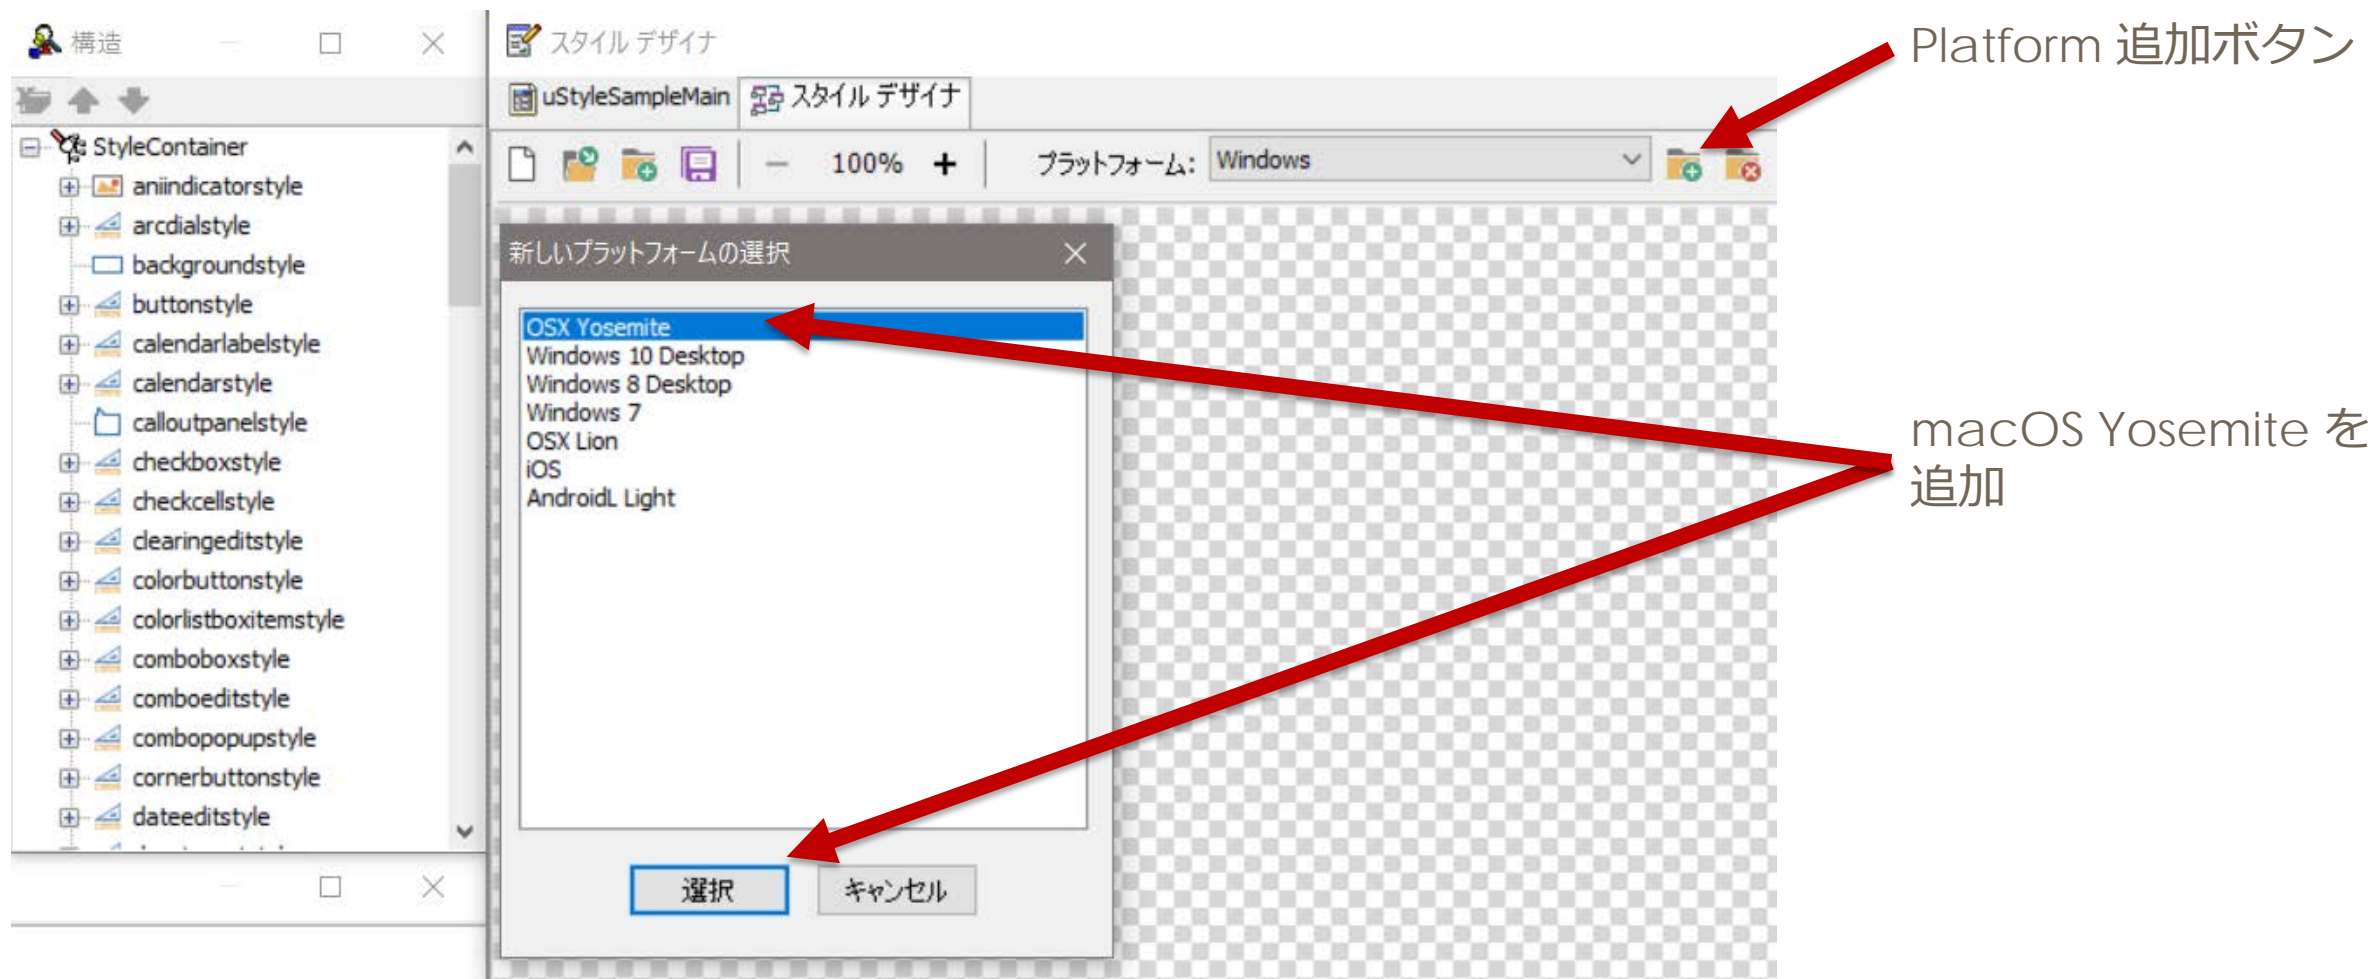 構造
StyleContainer
aniindicatorstyle
arcdialstyle
backgroundstyle
buttonstyle
calendarlabelstyle
calendarstyle
calloutpanelstyle
checkboxstyle
checkcellstyle
clearingeditstyle
colorbuttonstyle
colorlistboxitemstyle
comboboxstyle
comboeditstyle
combopopupstyle
cornerbuttonstyle
dateeditstyle
スタイル デザイナ
uStyleSampleMain スタイル デザイナ
100% プラットフォーム: Windows
新しいプラットフォームの選択
OSX Yosemite
Windows 10 Desktop
Windows 8 Desktop
Windows 7
OSX Lion
iOS
AndroidL Light
選択 キャンセル
Platform 追加ボタン
macOS Yosemite を
追加